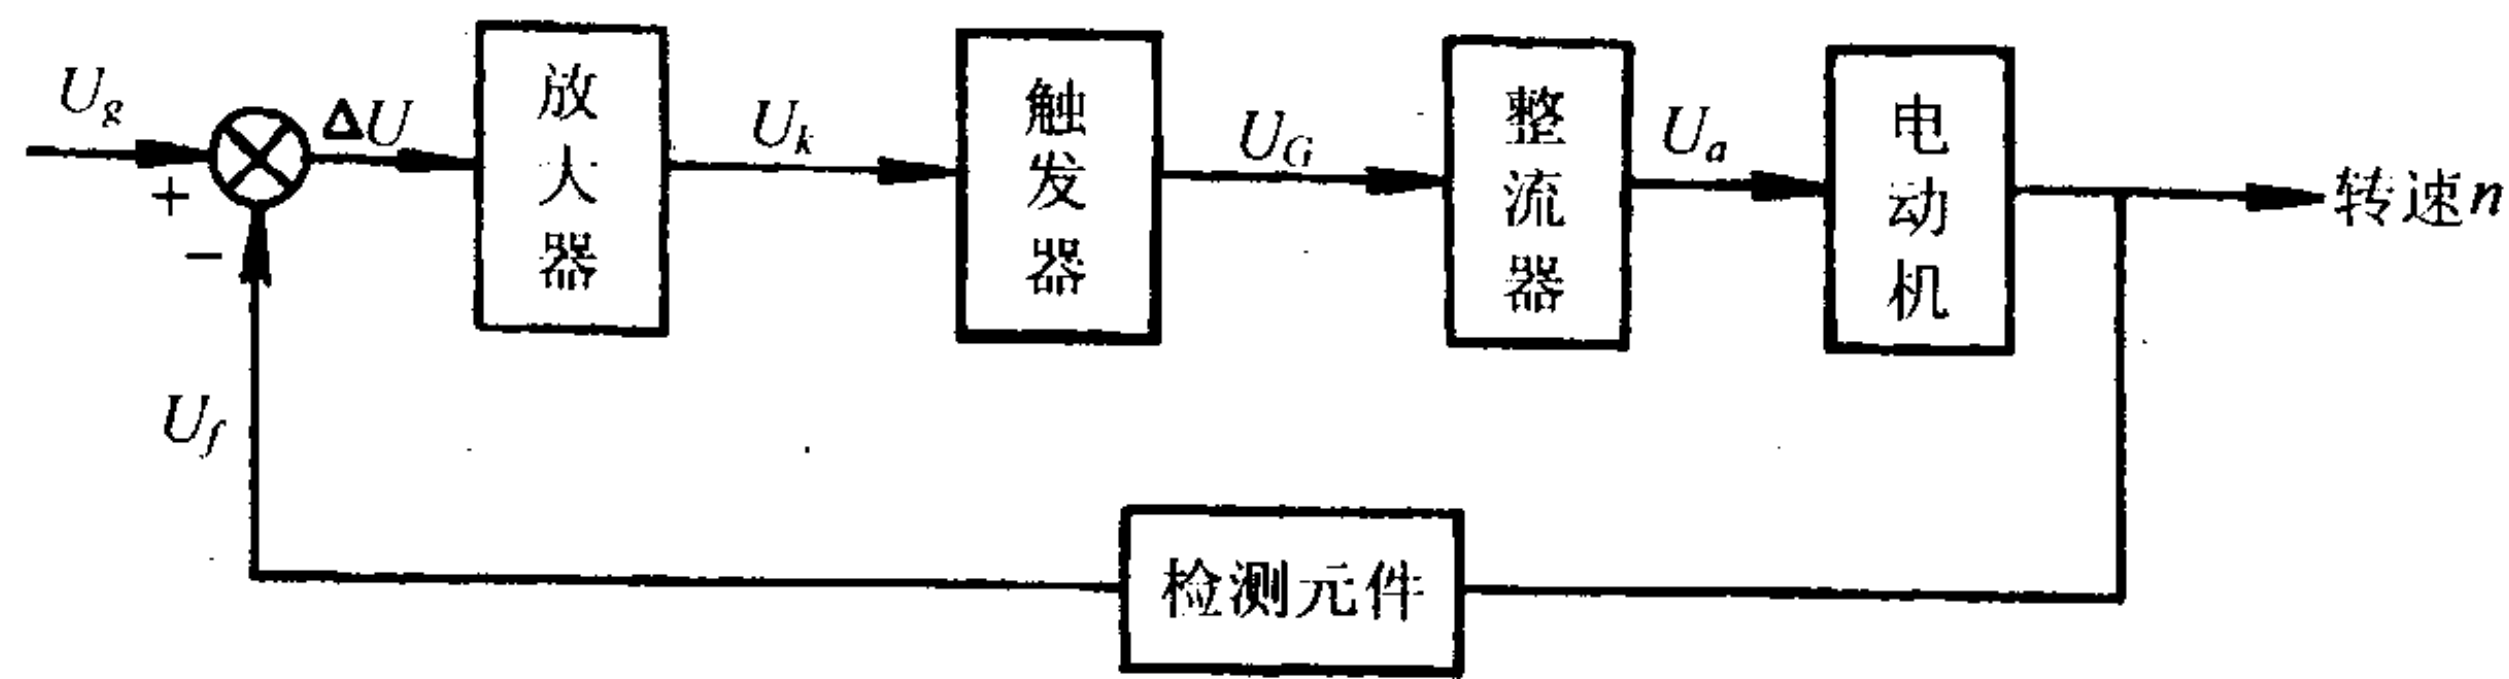 U_g
+
−
ΔU
放大器
U_k
触发器
U_G
整流器
U_a
电动机
转速n
U_f
检测元件